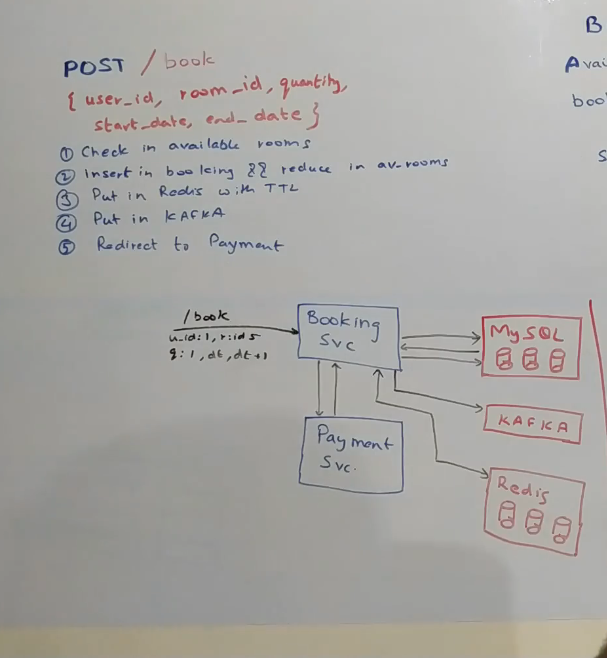 POST /book
{ user_id, room_id, quantity,
start_date, end_date }
① Check in available rooms
② Insert in booking && reduce in av-rooms
③ Put in Redis with TTL
④ Put in KAFKA
⑤ Redirect to Payment
B
Avai
boo
S
/book
u_id:1, r:id5
q:1, dt, dt+1
Booking
Svc
MySQL
KAFKA
Payment
Svc.
Redis